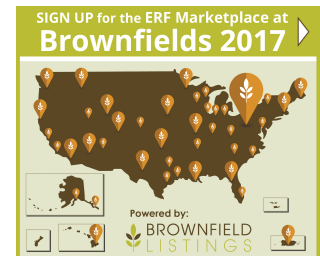 SIGN UP for the ERF Marketplace at
Brownfields 2017
Powered by:
BROWNFIELD
LISTINGS